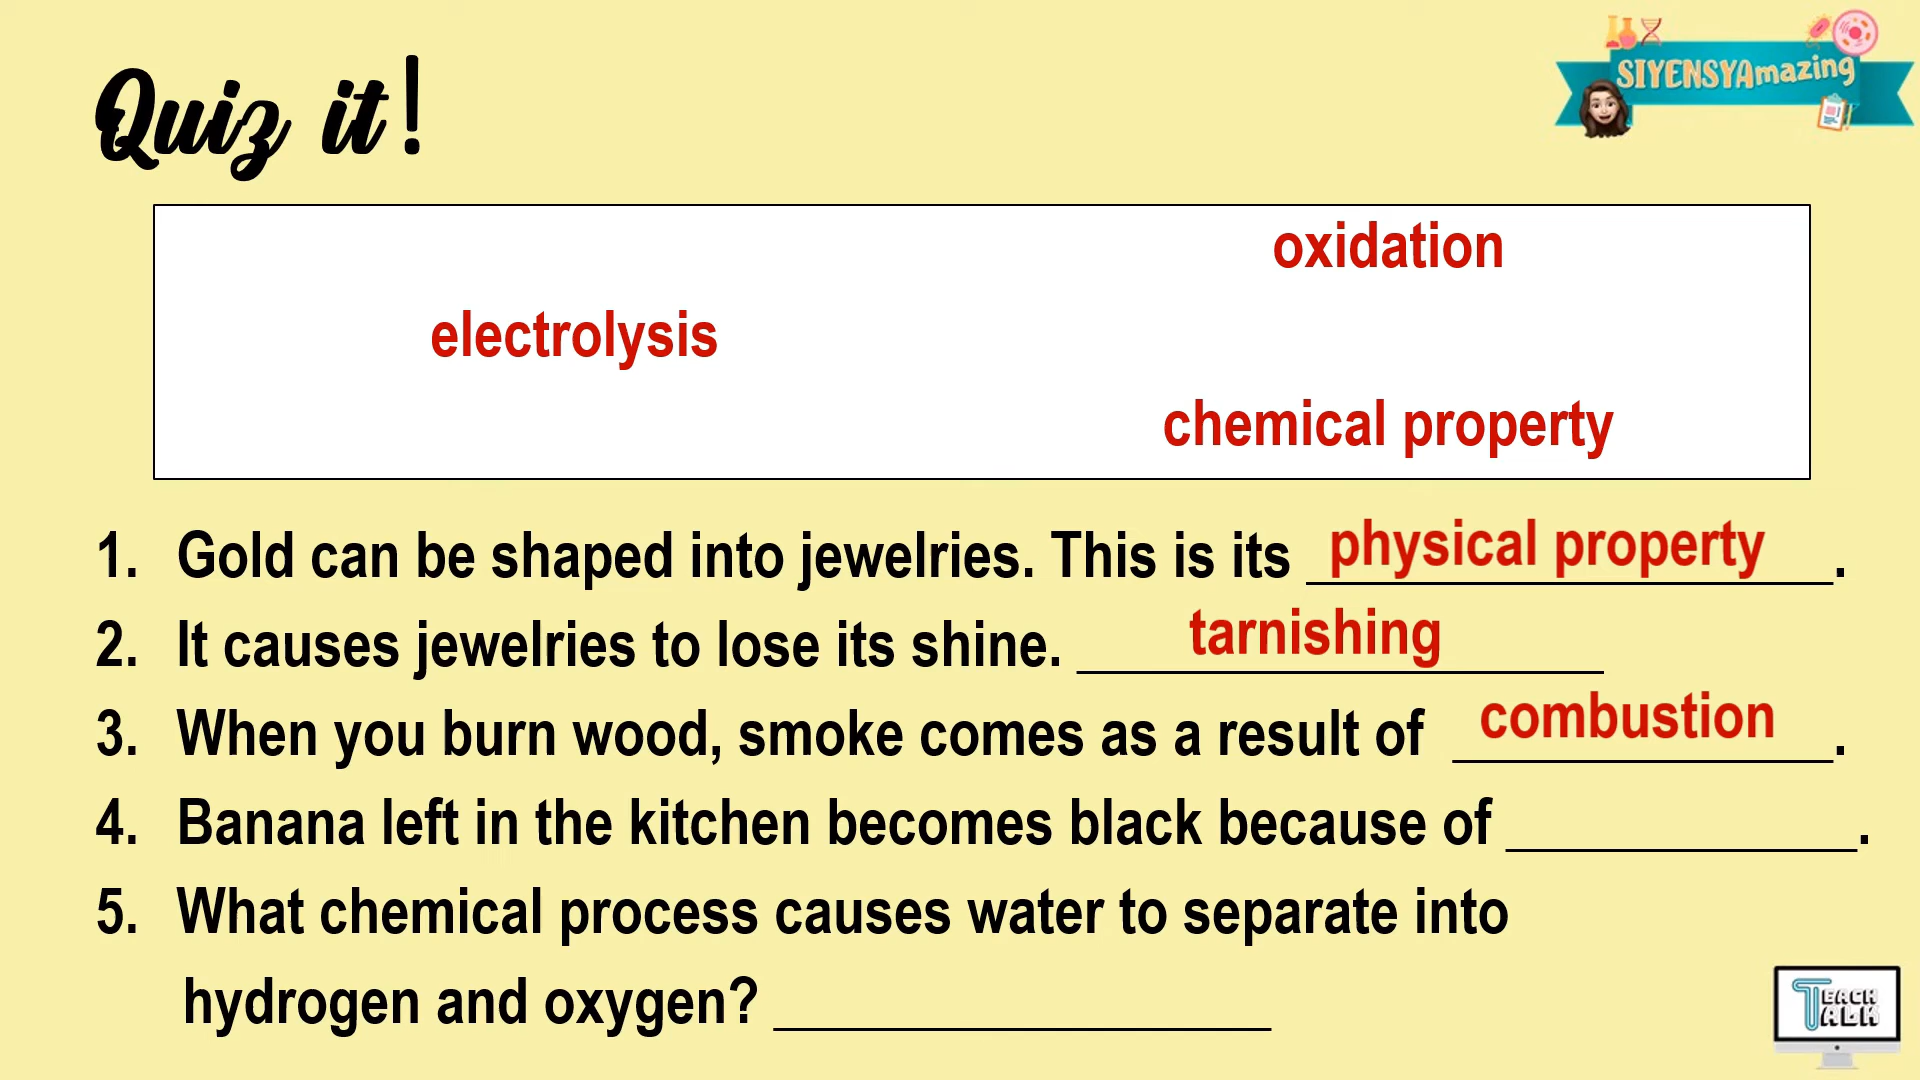 Quiz it!
SIYENSYAmazing
oxidation
electrolysis
chemical property
1. Gold can be shaped into jewelries. This is its physical property.
2. It causes jewelries to lose its shine. tarnishing
3. When you burn wood, smoke comes as a result of combustion.
4. Banana left in the kitchen becomes black because of ____________.
5. What chemical process causes water to separate into
hydrogen and oxygen? _________________
TEACH
TALK